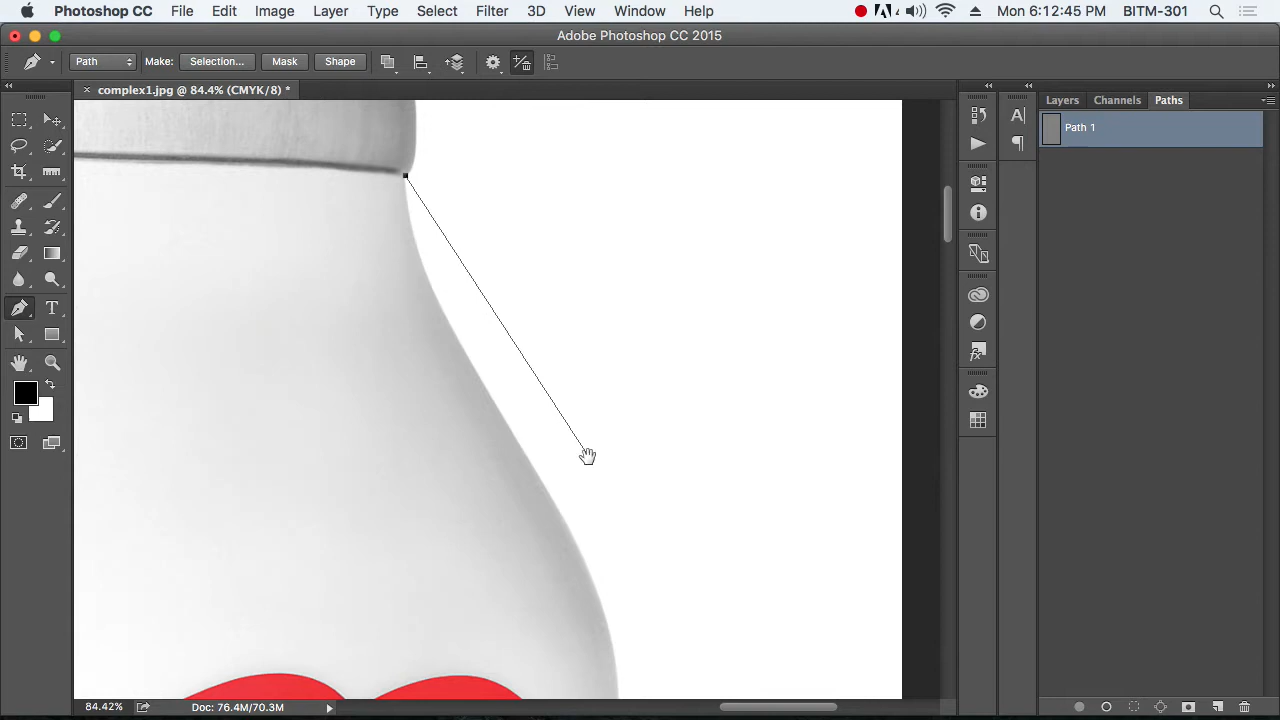 Photoshop CC File Edit Image Layer Type Select Filter 3D View Window Help 4 Mon 6:12:45 PM BITM-301
Adobe Photoshop CC 2015
Path Make: Selection... Mask Shape
complex1.jpg @ 84.4% (CMYK/8) *
Layers Channels Paths
Path 1
84.42% Doc: 76.4M/70.3M